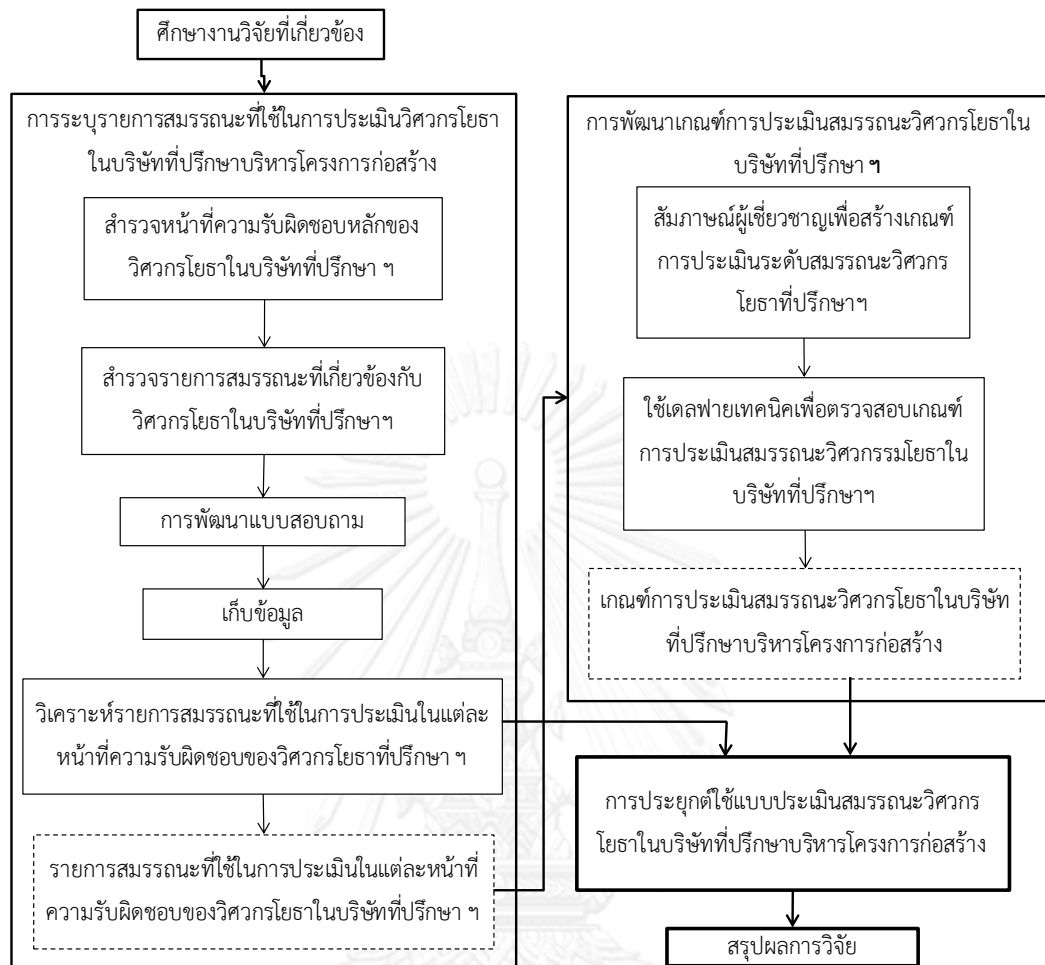 ศึกษางานวิจัยที่เกี่ยวข้อง
การระบุรายการสมรรถนะที่ใช้ในการประเมินวิศวกรโยธา
ในบริษัทที่ปรึกษาบริหารโครงการก่อสร้าง
สำรวจหน้าที่ความรับผิดชอบหลักของ
วิศวกรโยธาในบริษัทที่ปรึกษา ฯ
สำรวจรายการสมรรถนะที่เกี่ยวข้องกับ
วิศวกรโยธาในบริษัทที่ปรึกษาฯ
การพัฒนาแบบสอบถาม
เก็บข้อมูล
วิเคราะห์รายการสมรรถนะที่ใช้ในการประเมินในแต่ละ
หน้าที่ความรับผิดชอบของวิศวกรโยธาที่ปรึกษา ฯ
รายการสมรรถนะที่ใช้ในการประเมินในแต่ละหน้าที่
ความรับผิดชอบของวิศวกรโยธาในบริษัทที่ปรึกษา ฯ
การพัฒนาเกณฑ์การประเมินสมรรถนะวิศวกรโยธาใน
บริษัทที่ปรึกษา ฯ
สัมภาษณ์ผู้เชี่ยวชาญเพื่อสร้างเกณฑ์
การประเมินระดับสมรรถนะวิศวกร
โยธาที่ปรึกษาฯ
ใช้เดลฟายเทคนิคเพื่อตรวจสอบเกณฑ์
การประเมินสมรรถนะวิศวกรรมโยธาใน
บริษัทที่ปรึกษาฯ
เกณฑ์การประเมินสมรรถนะวิศวกรโยธาในบริษัท
ที่ปรึกษาบริหารโครงการก่อสร้าง
การประยุกต์ใช้แบบประเมินสมรรถนะวิศวกร
โยธาในบริษัทที่ปรึกษาบริหารโครงการก่อสร้าง
สรุปผลการวิจัย